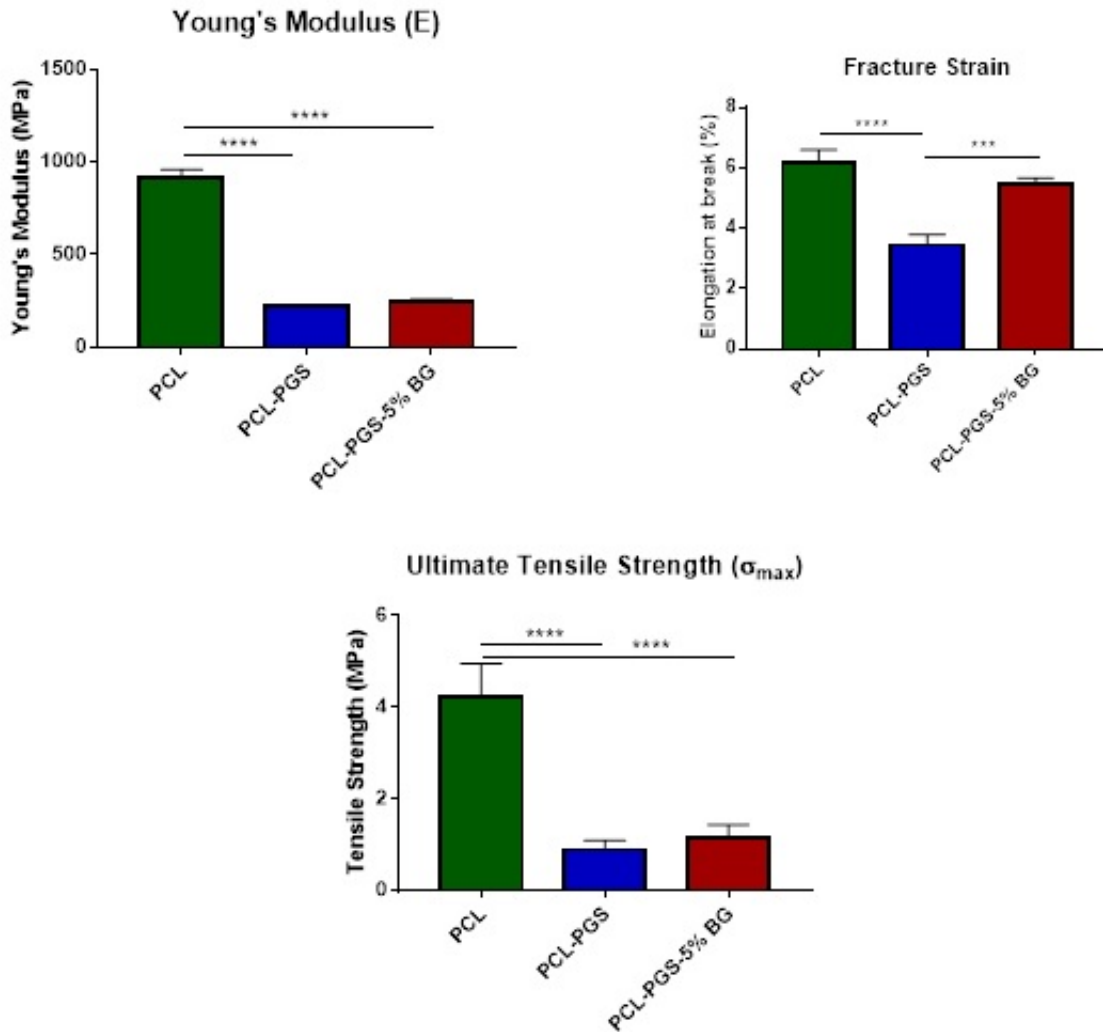 Young's Modulus (E)
Young's Modulus (MPa)
1500
1000
500
0
****
****
PCL
PCL-PGS
PCL-PGS-5% BG
Fracture Strain
Elongation at break (%)
8
6
4
2
0
****
***
PCL
PCL-PGS
PCL-PGS-5% BG
Ultimate Tensile Strength (σmax)
Tensile Strength (MPa)
6
4
2
0
****
****
PCL
PCL-PGS
PCL-PGS-5% BG